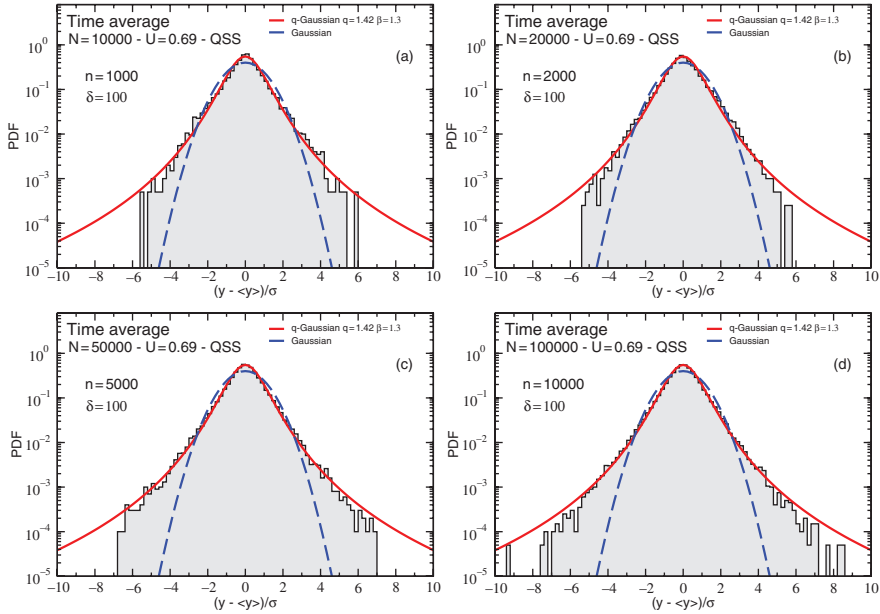 Time average
q-Gaussian q=1.42 β=1.3
Gaussian
N=10000 - U=0.69 - QSS
(a)
n=1000
δ=100
PDF
10^0
10^-1
10^-2
10^-3
10^-4
10^-5
−10 −8 −6 −4 −2 0 2 4 6 8 10
(y - <y>)/σ
Time average
q-Gaussian q=1.42 β=1.3
Gaussian
N=20000 - U=0.69 - QSS
(b)
n=2000
δ=100
PDF
10^0
10^-1
10^-2
10^-3
10^-4
10^-5
−10 −8 −6 −4 −2 0 2 4 6 8 10
(y - <y>)/σ
Time average
q-Gaussian q=1.42 β=1.3
Gaussian
N=50000 - U=0.69 - QSS
(c)
n=5000
δ=100
PDF
10^0
10^-1
10^-2
10^-3
10^-4
10^-5
−10 −8 −6 −4 −2 0 2 4 6 8 10
(y - <y>)/σ
Time average
q-Gaussian q=1.42 β=1.3
Gaussian
N=100000 - U=0.69 - QSS
(d)
n=10000
δ=100
PDF
10^0
10^-1
10^-2
10^-3
10^-4
10^-5
−10 −8 −6 −4 −2 0 2 4 6 8 10
(y - <y>)/σ